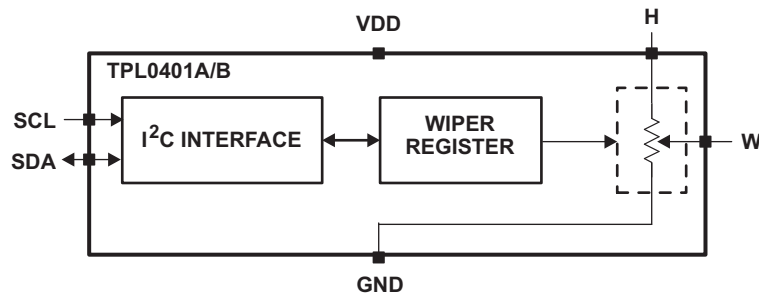 VDD
H
TPL0401A/B
SCL
SDA
I²C INTERFACE
WIPER
REGISTER
W
GND